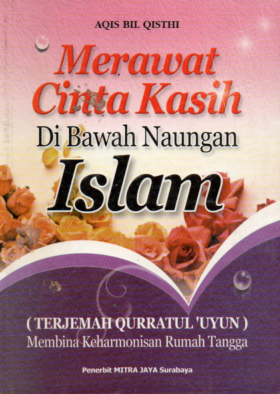 AQIS BIL QISTHI
Merawat
Cinta Kasih
Di Bawah Naungan
Islam
( TERJEMAH QURRATUL 'UYUN )
Membina Keharmonisan Rumah Tangga
Penerbit MITRA JAYA Surabaya